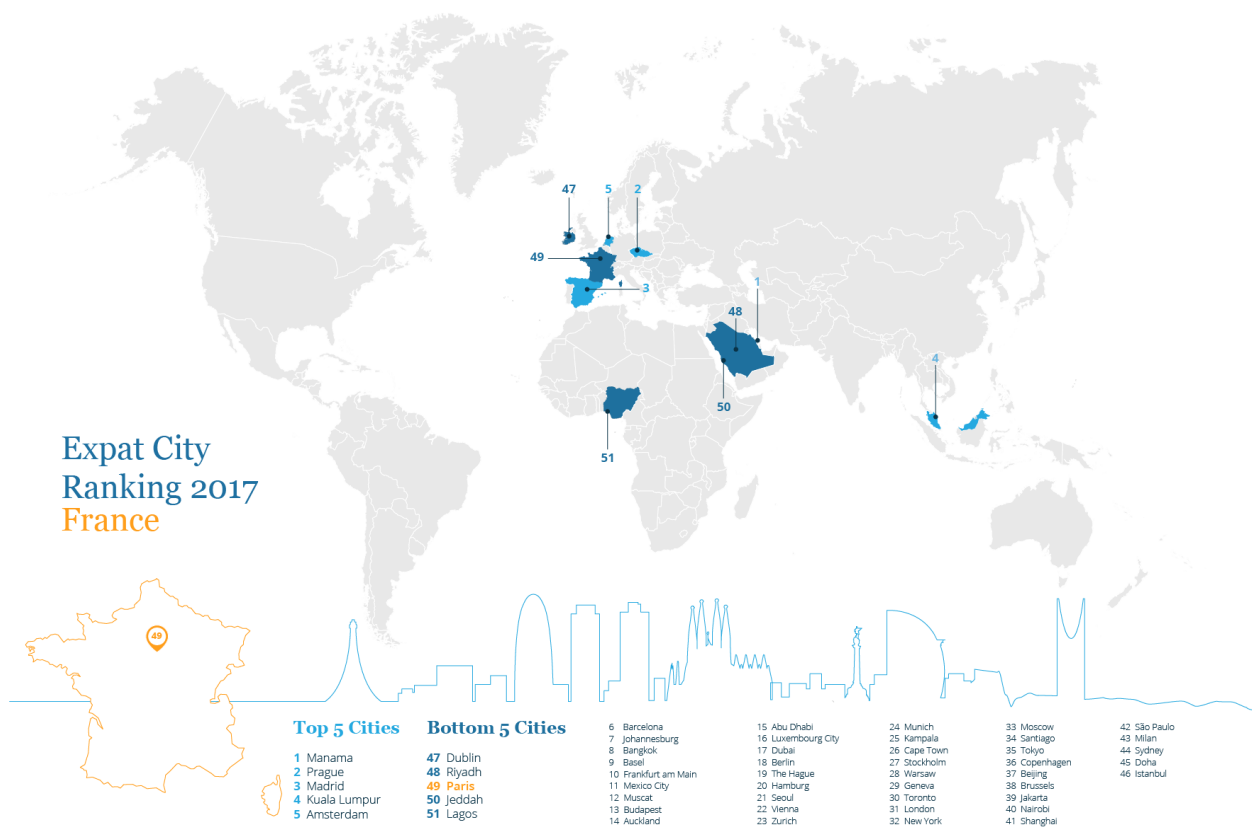 47
5
2
49
3
1
48
4
50
51
Expat City
Ranking 2017
France
49
Top 5 Cities
1 Manama
2 Prague
3 Madrid
4 Kuala Lumpur
5 Amsterdam
Bottom 5 Cities
47 Dublin
48 Riyadh
49 Paris
50 Jeddah
51 Lagos
6 Barcelona
7 Johannesburg
8 Bangkok
9 Basel
10 Frankfurt am Main
11 Mexico City
12 Muscat
13 Budapest
14 Auckland
15 Abu Dhabi
16 Luxembourg City
17 Dubai
18 Berlin
19 The Hague
20 Hamburg
21 Seoul
22 Vienna
23 Zurich
24 Munich
25 Kampala
26 Cape Town
27 Stockholm
28 Warsaw
29 Geneva
30 Toronto
31 London
32 New York
33 Moscow
34 Santiago
35 Tokyo
36 Copenhagen
37 Beijing
38 Brussels
39 Jakarta
40 Nairobi
41 Shanghai
42 São Paulo
43 Milan
44 Sydney
45 Doha
46 Istanbul